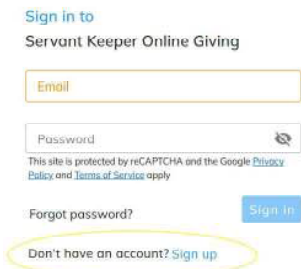 Sign in to
Servant Keeper Online Giving
Email
Password
This site is protected by reCAPTCHA and the Google Privacy
Policy and Terms of Service apply
Forgot password?
Sign in
Don't have an account? Sign up